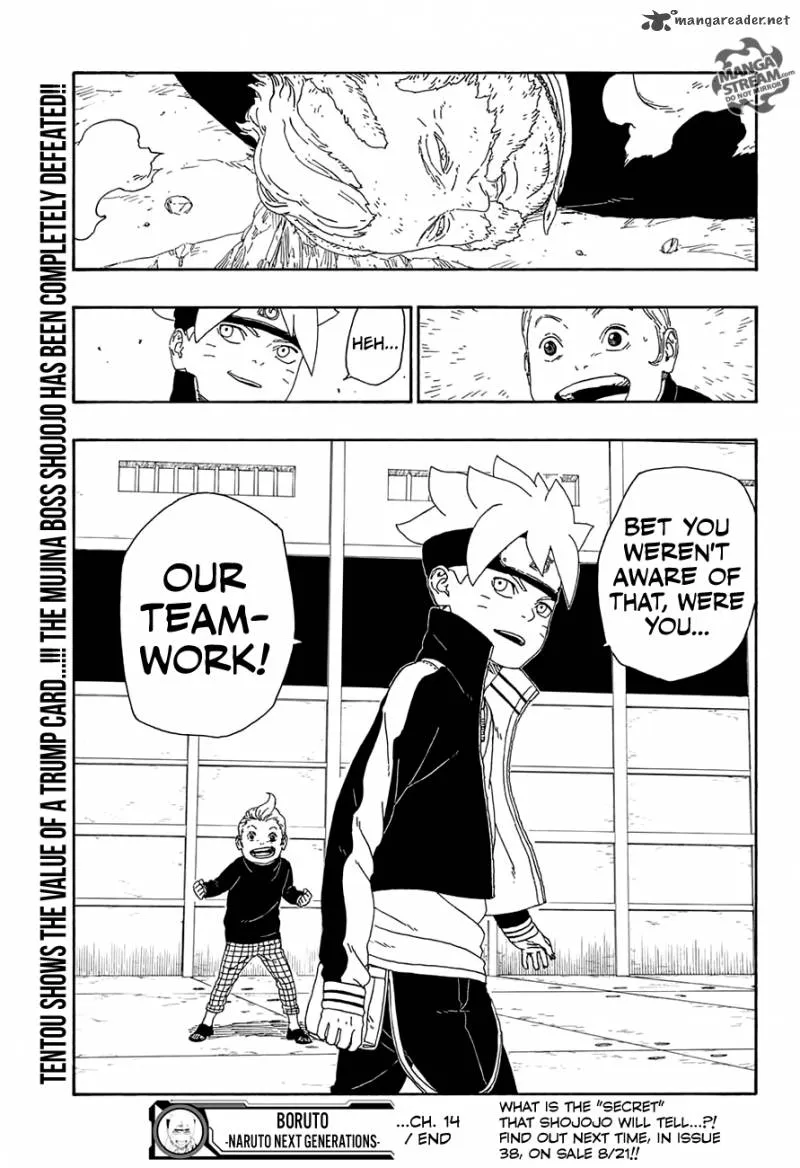 mangareader.net
MANGA
STREAM.COM
DO NOT MIRROR
TENTOU SHOWS THE VALUE OF A TRUMP CARD...!!! THE MUJINA BOSS SHOJOJO HAS BEEN COMPLETELY DEFEATED!!
HEH...
BET YOU
WEREN'T
AWARE OF
THAT, WERE
YOU...
OUR
TEAM-
WORK!
BORUTO
-NARUTO NEXT GENERATIONS-
...CH. 14
/ END
WHAT IS THE "SECRET"
THAT SHOJOJO WILL TELL...?!
FIND OUT NEXT TIME, IN ISSUE
38, ON SALE 8/21!!